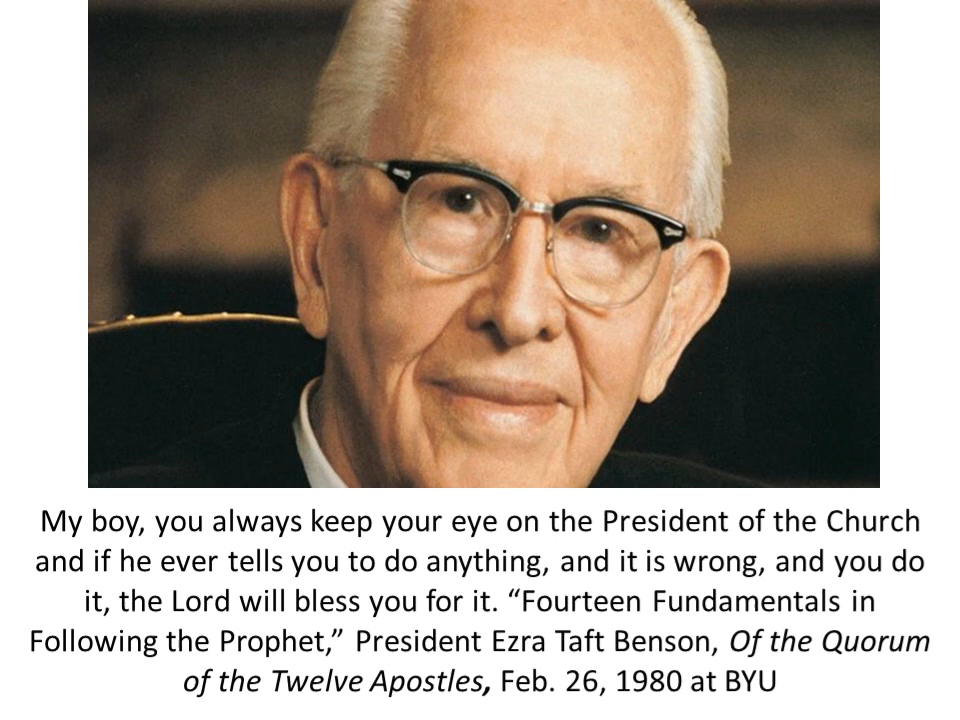 My boy, you always keep your eye on the President of the Church
and if he ever tells you to do anything, and it is wrong, and you do
it, the Lord will bless you for it. “Fourteen Fundamentals in
Following the Prophet,” President Ezra Taft Benson, Of the Quorum
of the Twelve Apostles, Feb. 26, 1980 at BYU